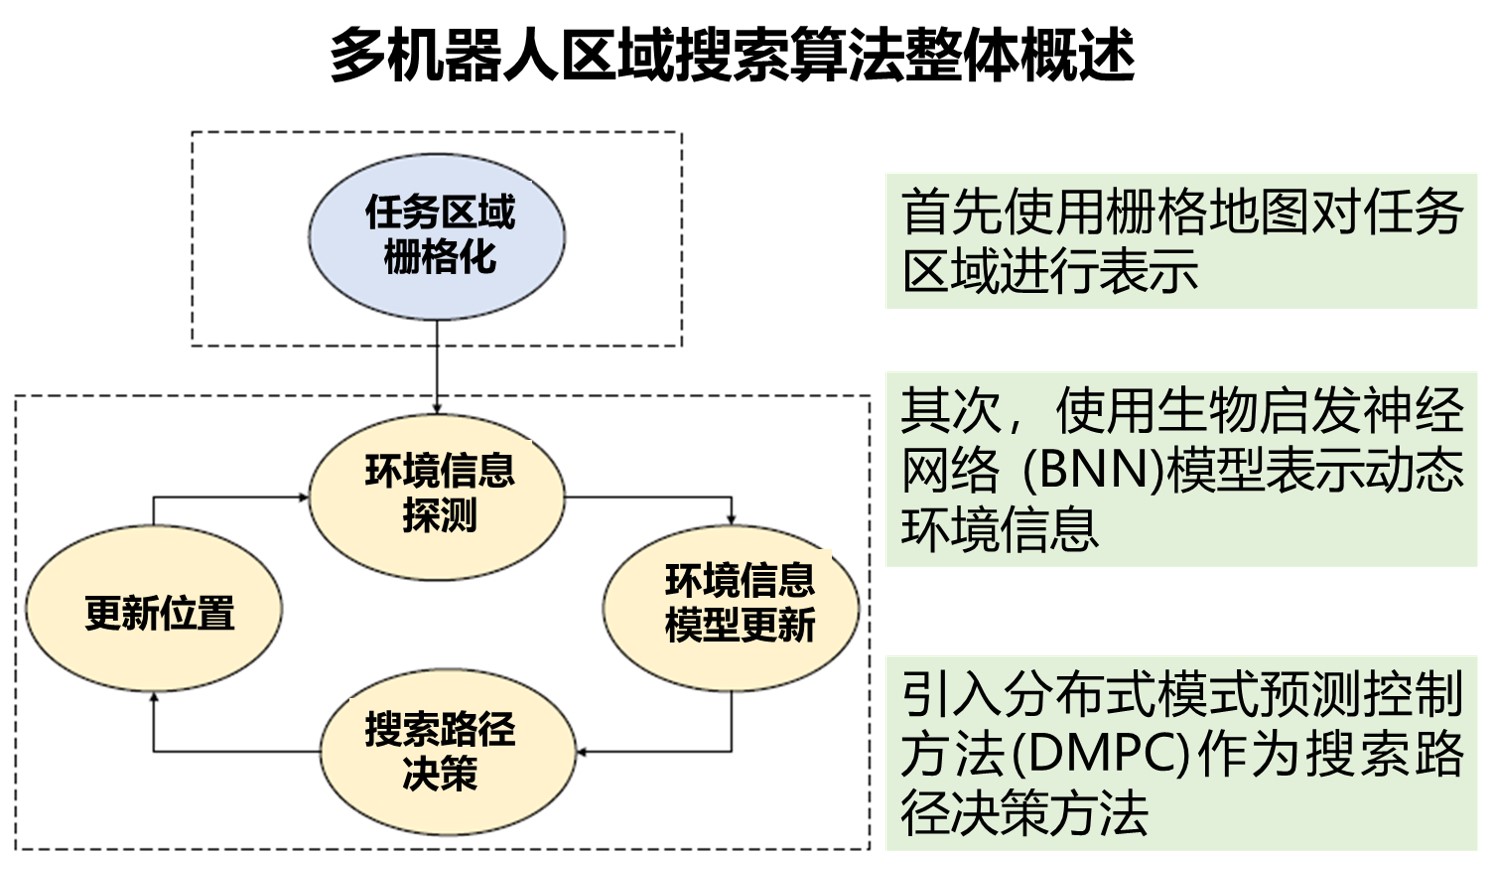 多机器人区域搜索算法整体概述
任务区域
栅格化
环境信息
探测
更新位置
环境信息
模型更新
搜索路径
决策
首先使用栅格地图对任务
区域进行表示
其次，使用生物启发神经
网络 (BNN)模型表示动态
环境信息
引入分布式模式预测控制
方法(DMPC)作为搜索路
径决策方法